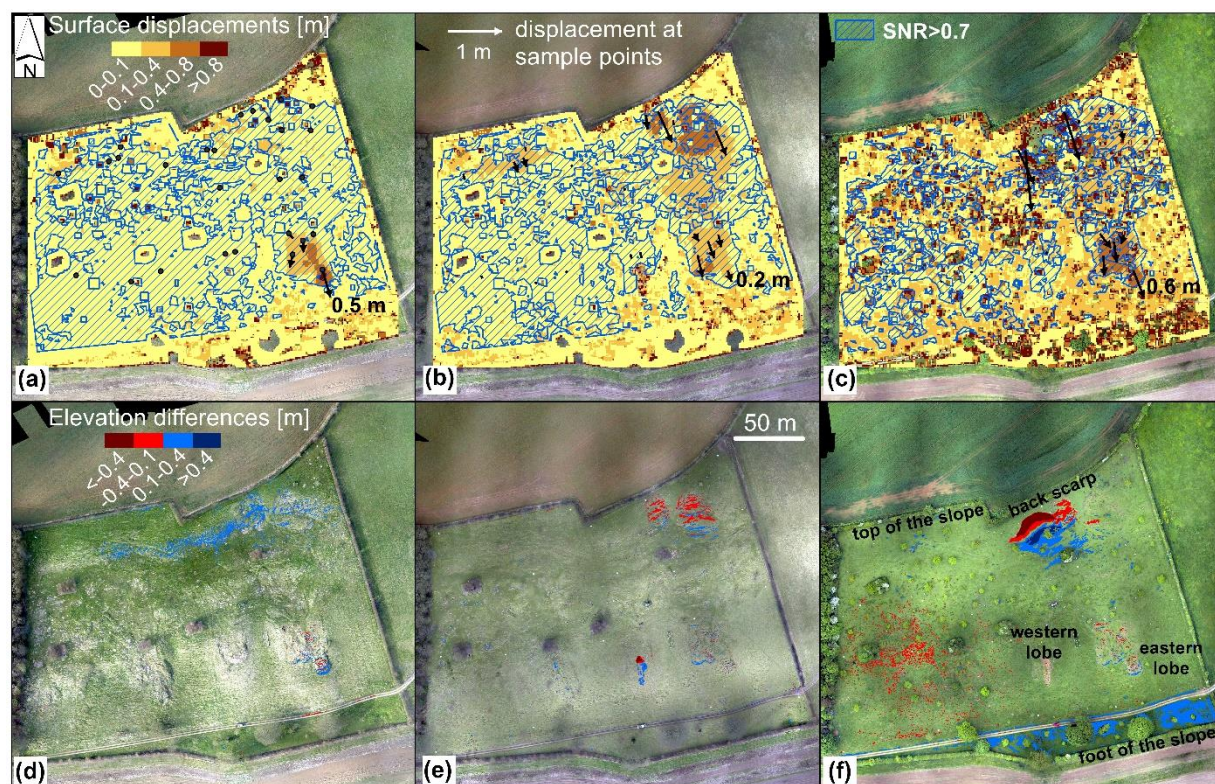 Surface displacements [m]
N
0-0.1
0.1-0.4
0.4-0.8
>0.8
0.5 m
(a)
1 m
displacement at
sample points
0.2 m
(b)
SNR>0.7
0.6 m
(c)
Elevation differences [m]
<-0.4
-0.4-0.1
0.1-0.4
>0.4
(d)
50 m
(e)
back scarp
top of the slope
western
lobe
eastern
lobe
foot of the slope
(f)